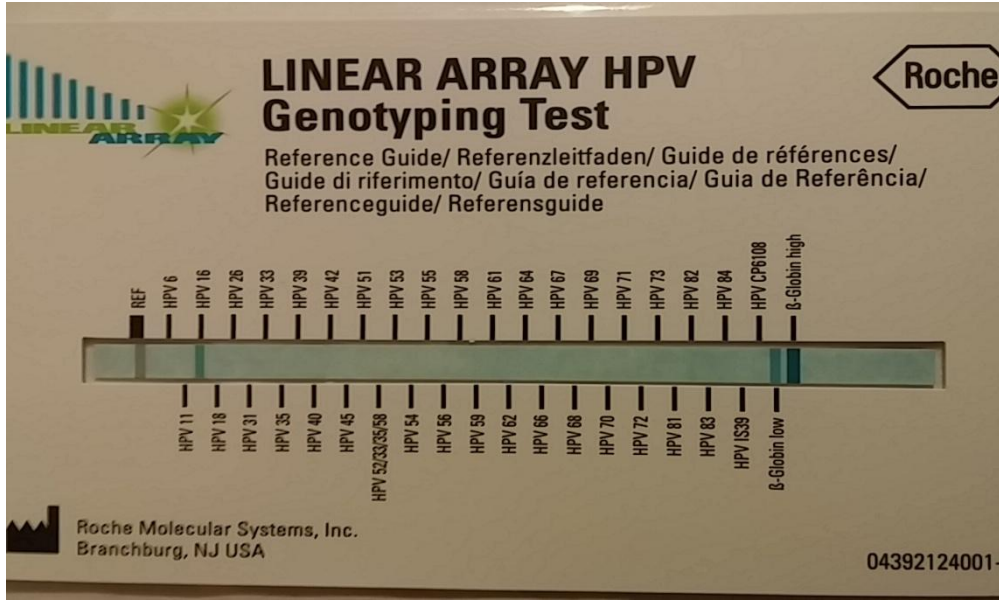 LINEAR ARRAY HPV
Genotyping Test
Roche
LINEAR
ARRAY
Reference Guide/ Referenzleitfaden/ Guide de références/
Guide di riferimento/ Guía de referencia/ Guia de Referência/
Referenceguide/ Referensguide
REF
HPV 6
HPV 16
HPV 26
HPV 33
HPV 39
HPV 42
HPV 51
HPV 53
HPV 55
HPV 58
HPV 61
HPV 64
HPV 67
HPV 69
HPV 71
HPV 73
HPV 82
HPV 84
HPV CP6108
ß-Globin high
HPV 11
HPV 18
HPV 31
HPV 35
HPV 40
HPV 45
HPV 52/33/35/58
HPV 54
HPV 56
HPV 59
HPV 62
HPV 66
HPV 68
HPV 70
HPV 72
HPV 81
HPV 83
HPV IS39
ß-Globin low
Roche Molecular Systems, Inc.
Branchburg, NJ USA
04392124001-